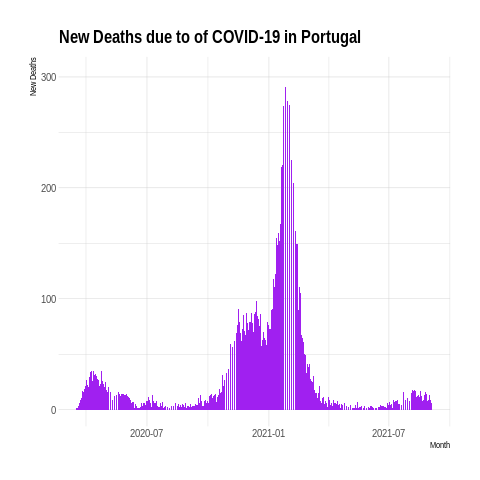 New Deaths due to of COVID-19 in Portugal
New Deaths
300
200
100
0
2020-07
2021-01
2021-07
Month